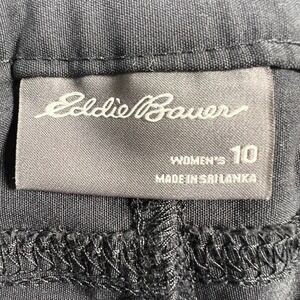 Eddie Bauer
WOMEN'S 10
MADE IN SRI LANKA